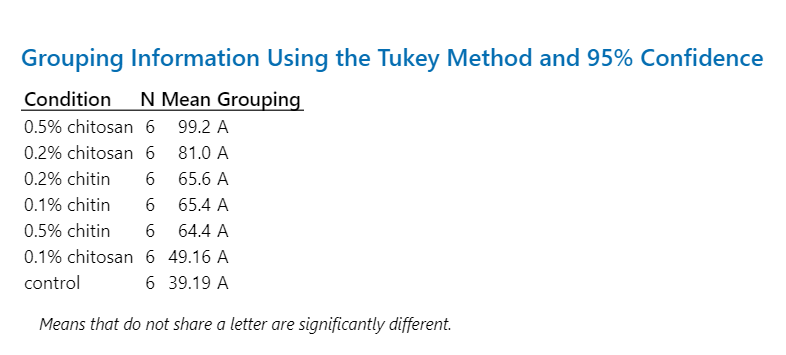 Grouping Information Using the Tukey Method and 95% Confidence
Condition N Mean Grouping
0.5% chitosan 6 99.2 A
0.2% chitosan 6 81.0 A
0.2% chitin 6 65.6 A
0.1% chitin 6 65.4 A
0.5% chitin 6 64.4 A
0.1% chitosan 6 49.16 A
control 6 39.19 A
Means that do not share a letter are significantly different.